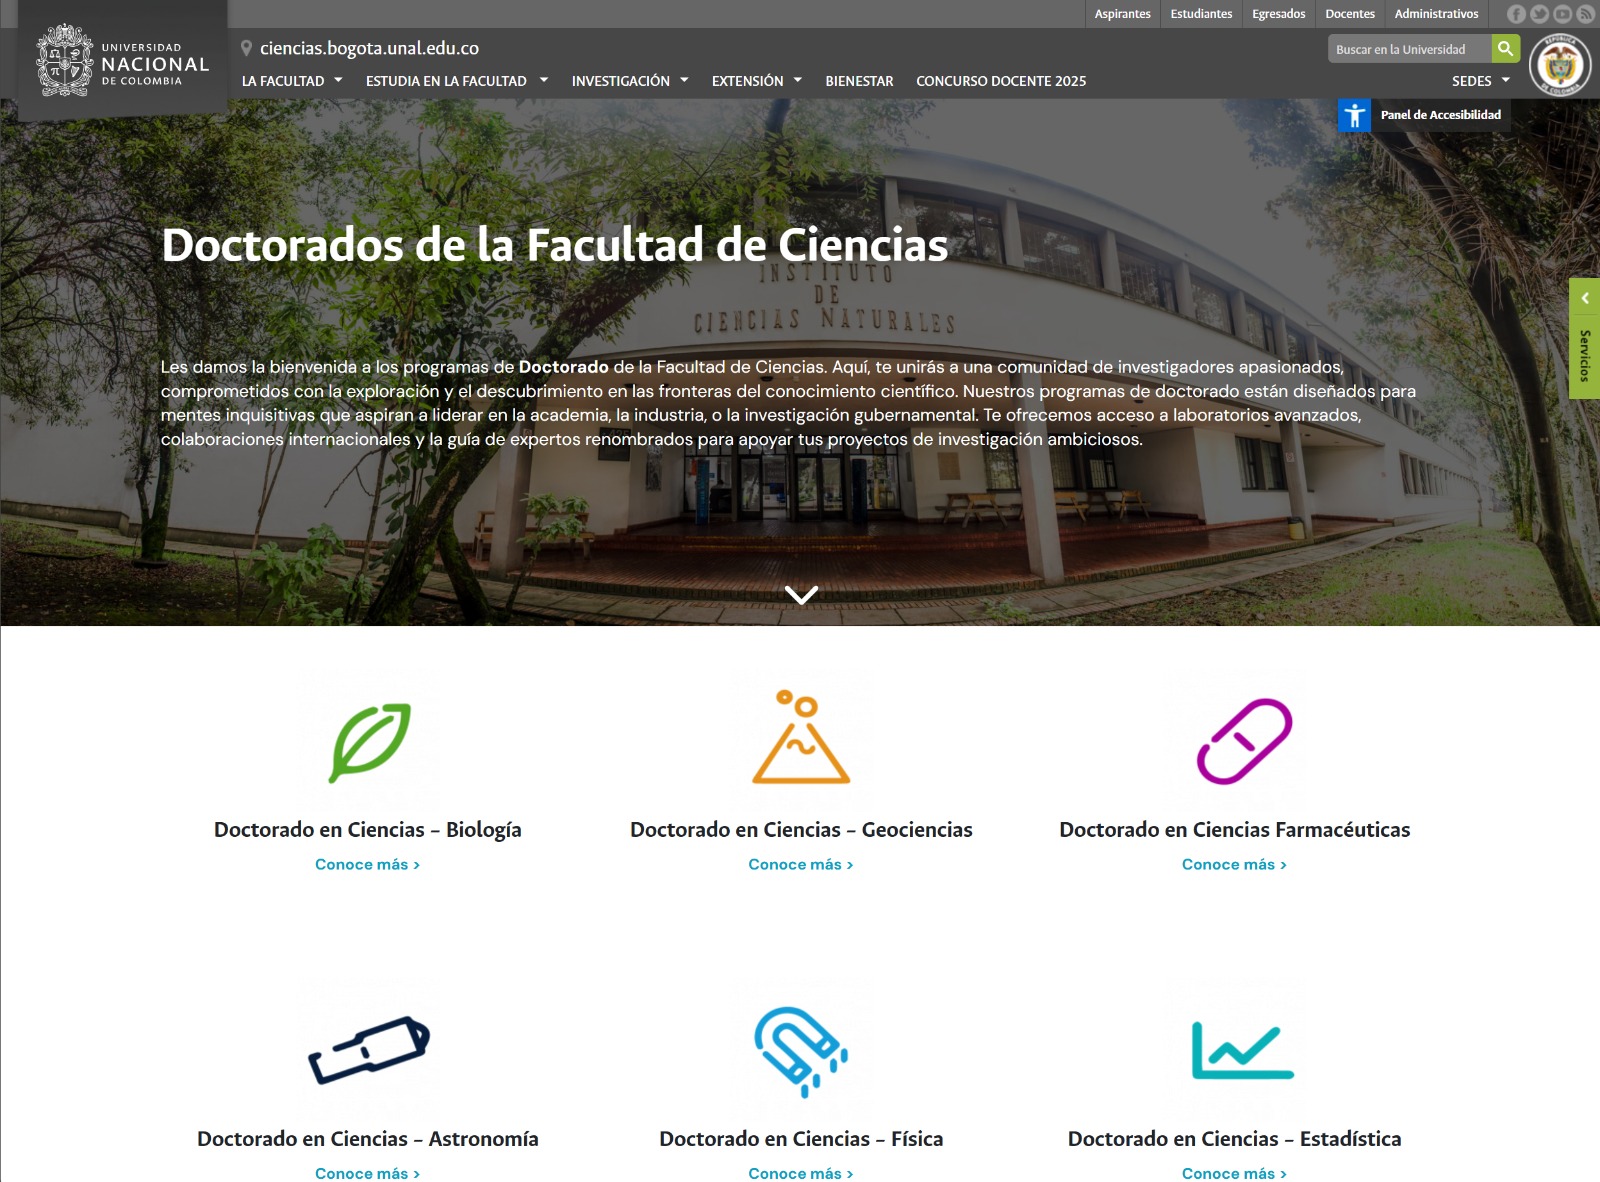 Aspirantes
Estudiantes
Egresados
Docentes
Administrativos
UNIVERSIDAD
NACIONAL
DE COLOMBIA
ciencias.bogota.unal.edu.co
Buscar en la Universidad
LA FACULTAD
ESTUDIA EN LA FACULTAD
INVESTIGACIÓN
EXTENSIÓN
BIENESTAR
CONCURSO DOCENTE 2025
SEDES
REPÚBLICA
DE COLOMBIA
Panel de Accesibilidad
Doctorados de la Facultad de Ciencias
INSTITUTO
DE
CIENCIAS NATURALES
Servicios
Les damos la bienvenida a los programas de Doctorado de la Facultad de Ciencias. Aquí, te unirás a una comunidad de investigadores apasionados,
comprometidos con la exploración y el descubrimiento en las fronteras del conocimiento científico. Nuestros programas de doctorado están diseñados para
mentes inquisitivas que aspiran a liderar en la academia, la industria, o la investigación gubernamental. Te ofrecemos acceso a laboratorios avanzados,
colaboraciones internacionales y la guía de expertos renombrados para apoyar tus proyectos de investigación ambiciosos.
Doctorado en Ciencias – Biología
Conoce más >
Doctorado en Ciencias – Geociencias
Conoce más >
Doctorado en Ciencias Farmacéuticas
Conoce más >
Doctorado en Ciencias – Astronomía
Conoce más >
Doctorado en Ciencias – Física
Conoce más >
Doctorado en Ciencias – Estadística
Conoce más >